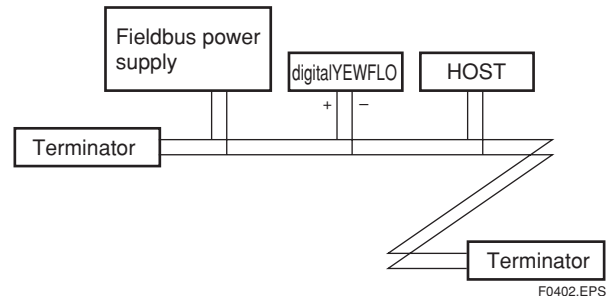 Fieldbus power
supply
digitalYEWFLO
HOST
+ −
Terminator
Terminator
F0402.EPS